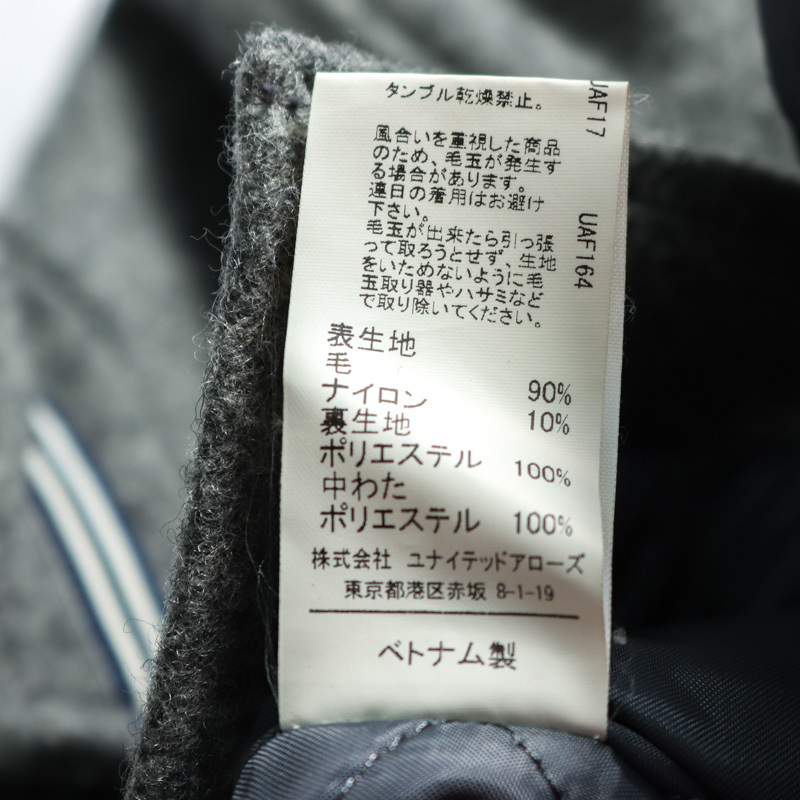 タンブル乾燥禁止。
風合いを重視した商品
のため、毛玉が発生す
る場合があります。
連日の着用はお避け
下さい。
毛玉が出来たら引っ張
って取ろうとせず、生地
をいためないように毛
玉取り器やハサミなど
で取り除いてください。
表生地
毛 90%
ナイロン 10%
裏生地
ポリエステル 100%
中わた
ポリエステル 100%
株式会社 ユナイテッドアローズ
東京都港区赤坂 8-1-19
ベトナム製
UAF17
UAF164